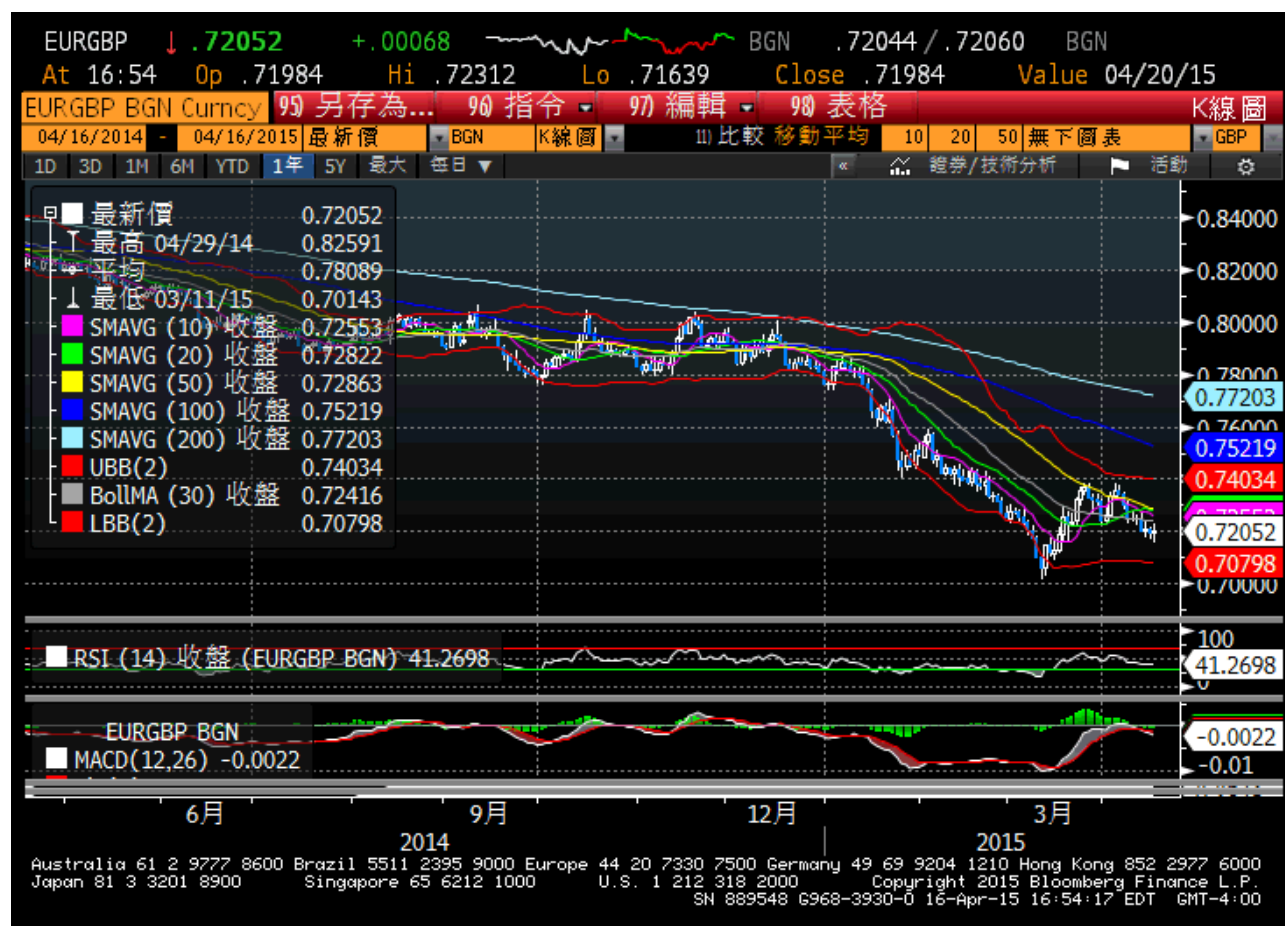 EURGBP ↓ .72052 +.00068 BGN .72044 / .72060 BGN
At 16:54 Op .71984 Hi .72312 Lo .71639 Close .71984 Value 04/20/15
EURGBP BGN Curncy 95) 另存為... 96) 指令 97) 編輯 98) 表格 K線圖
04/16/2014 - 04/16/2015 最新價 BGN K線圖 11) 比較 移動平均 10 20 50 無下圖表 GBP
1D 3D 1M 6M YTD 1年 5Y 最大 每日 ▼ « 證券/技術分析 活動
最新價 0.72052
最高 04/29/14 0.82591
平均 0.78089
最低 03/11/15 0.70143
SMAVG (10) 收盤 0.72553
SMAVG (20) 收盤 0.72822
SMAVG (50) 收盤 0.72863
SMAVG (100) 收盤 0.75219
SMAVG (200) 收盤 0.77203
UBB(2) 0.74034
BollMA (30) 收盤 0.72416
LBB(2) 0.70798
0.84000
0.82000
0.80000
0.78000
0.77203
0.76000
0.75219
0.74034
0.72052
0.70798
0.70000
RSI (14) 收盤 (EURGBP BGN) 41.2698
100
41.2698
0
EURGBP BGN
MACD(12,26) -0.0022
-0.0022
-0.01
6月 9月 12月 3月
2014 2015
Australia 61 2 9777 8600 Brazil 5511 2395 9000 Europe 44 20 7330 7500 Germany 49 69 9204 1210 Hong Kong 852 2977 6000
Japan 81 3 3201 8900 Singapore 65 6212 1000 U.S. 1 212 318 2000 Copyright 2015 Bloomberg Finance L.P.
SN 889548 G968-3930-0 16-Apr-15 16:54:17 EDT GMT-4:00